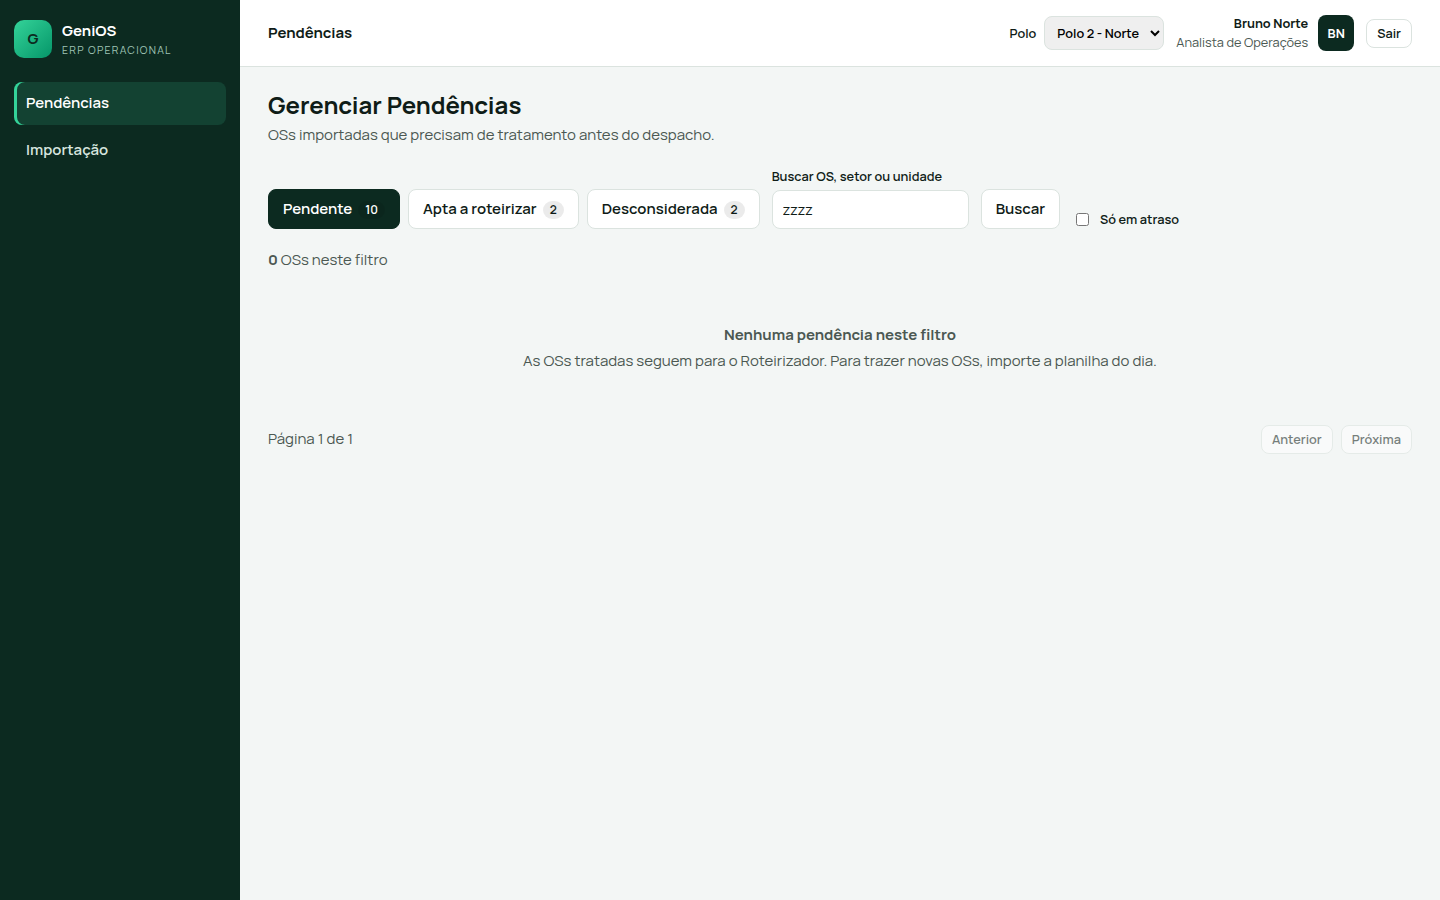 G
GeniOS
ERP OPERACIONAL
Pendências
Importação
Pendências
Polo
Polo 2 - Norte
Bruno Norte
Analista de Operações
BN
Sair
Gerenciar Pendências
OSs importadas que precisam de tratamento antes do despacho.
Pendente 10
Apta a roteirizar 2
Desconsiderada 2
Buscar OS, setor ou unidade
zzzz
Buscar
Só em atraso
0 OSs neste filtro
Nenhuma pendência neste filtro
As OSs tratadas seguem para o Roteirizador. Para trazer novas OSs, importe a planilha do dia.
Página 1 de 1
Anterior
Próxima